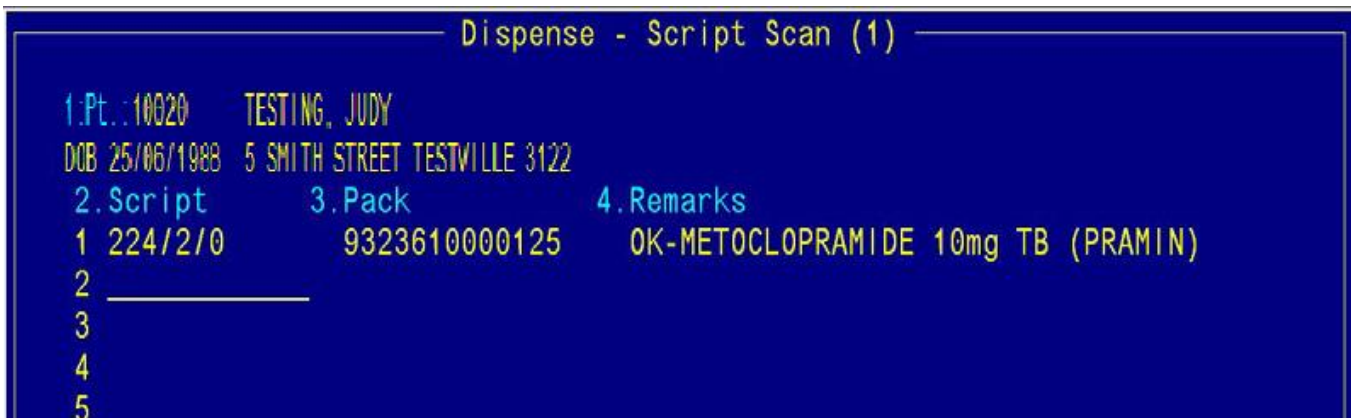 Dispense - Script Scan (1)
1:Pt.:10020 TESTING, JUDY
DOB 25/06/1988 5 SMITH STREET TESTVILLE 3122
2.Script 3.Pack 4.Remarks
1 224/2/0 9323610000125 OK-METOCLOPRAMIDE 10mg TB (PRAMIN)
2
3
4
5